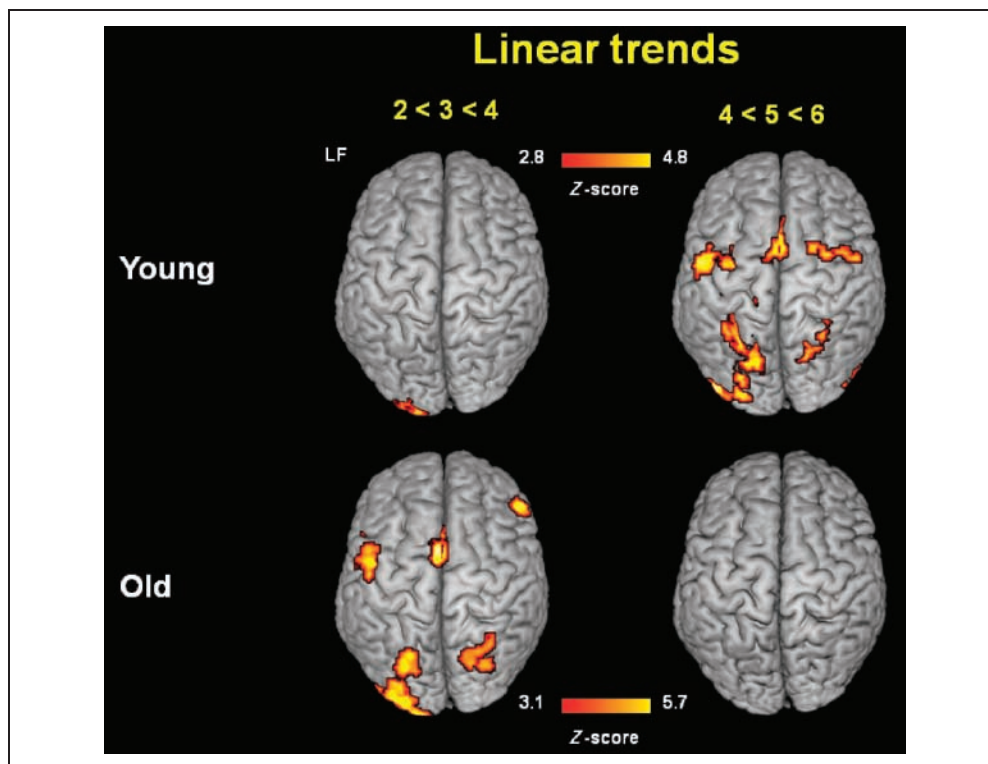 Linear trends
2 < 3 < 4
4 < 5 < 6
LF
2.8
4.8
Z-score
Young
Old
3.1
5.7
Z-score